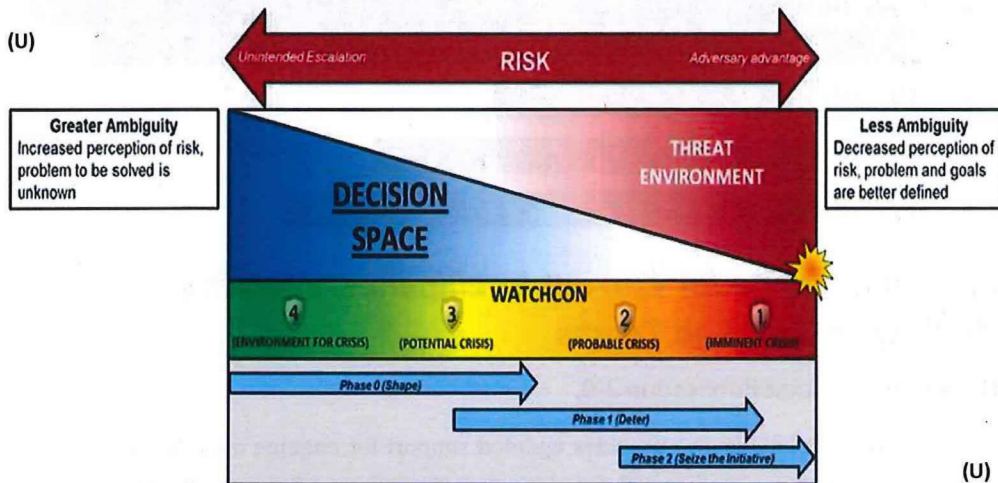 (U)
Unintended Escalation
RISK
Adversary advantage
Greater Ambiguity
Increased perception of risk,
problem to be solved is
unknown
Less Ambiguity
Decreased perception of
risk, problem and goals
are better defined
THREAT
ENVIRONMENT
DECISION
SPACE
WATCHCON
4
3
2
1
(ENVIRONMENT FOR CRISIS)
(POTENTIAL CRISIS)
(PROBABLE CRISIS)
(IMMINENT CRISIS)
Phase 0 (Shape)
Phase 1 (Deter)
Phase 2 (Seize the Initiative)
(U)